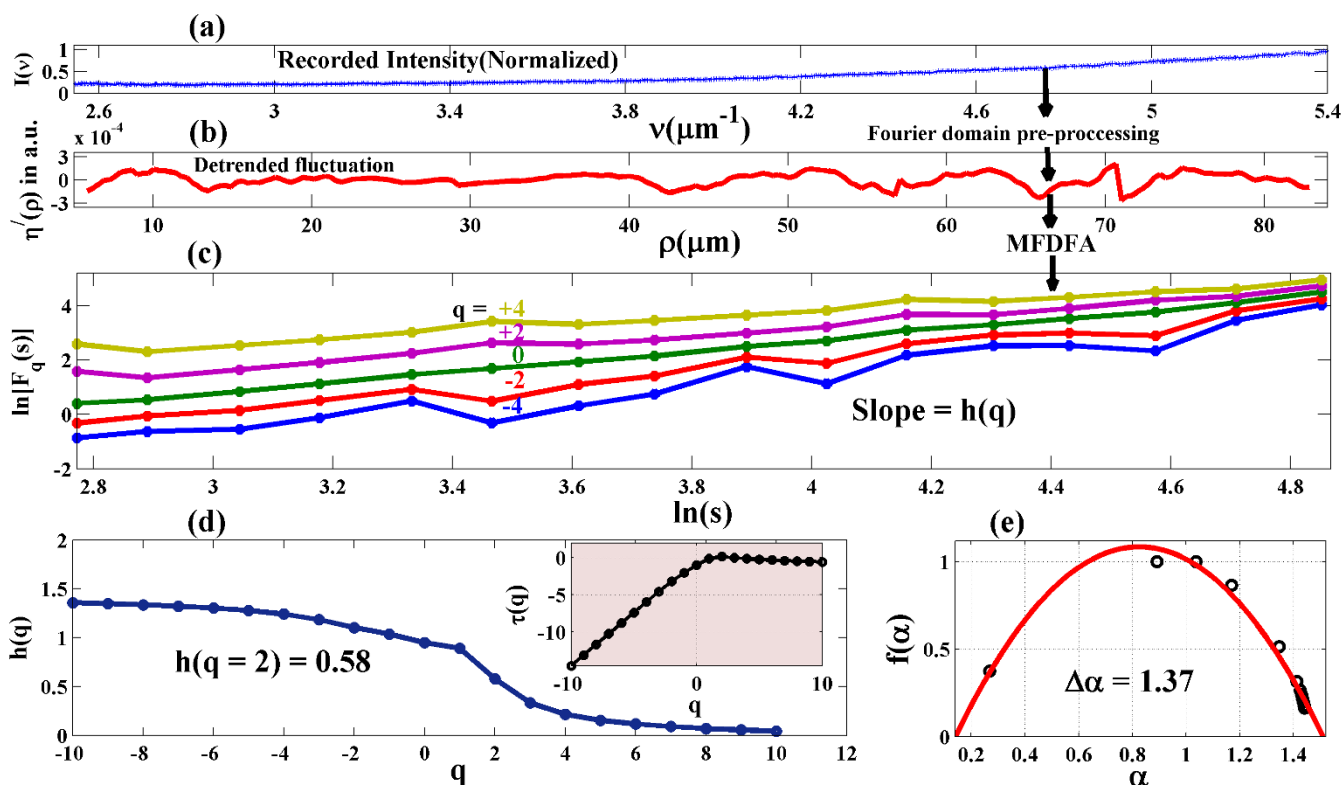 (a)
Recorded Intensity(Normalized)
I(ν)
1
0.5
0
2.6 3 3.4 3.8 4.2 4.6 5 5.4
ν(μm-1)
Fourier domain pre-proccessing
x 10-4
(b)
Detrended fluctuation
η/(ρ) in a.u.
3
0
-3
10 20 30 40 50 60 70 80
ρ(μm)
MFDFA
(c)
ln[Fq(s)]
4
2
0
-2
q = +4
+2
0
-2
-4
Slope = h(q)
2.8 3 3.2 3.4 3.6 3.8 4 4.2 4.4 4.6 4.8
ln(s)
(d)
h(q)
2
1.5
1
0.5
0
h(q = 2) = 0.58
-10 -8 -6 -4 -2 0 2 4 6 8 10 12
q
τ(q)
0
-5
-10
-10 0 10
q
(e)
f(α)
1
0.5
0
Δα = 1.37
0.2 0.4 0.6 0.8 1 1.2 1.4
α